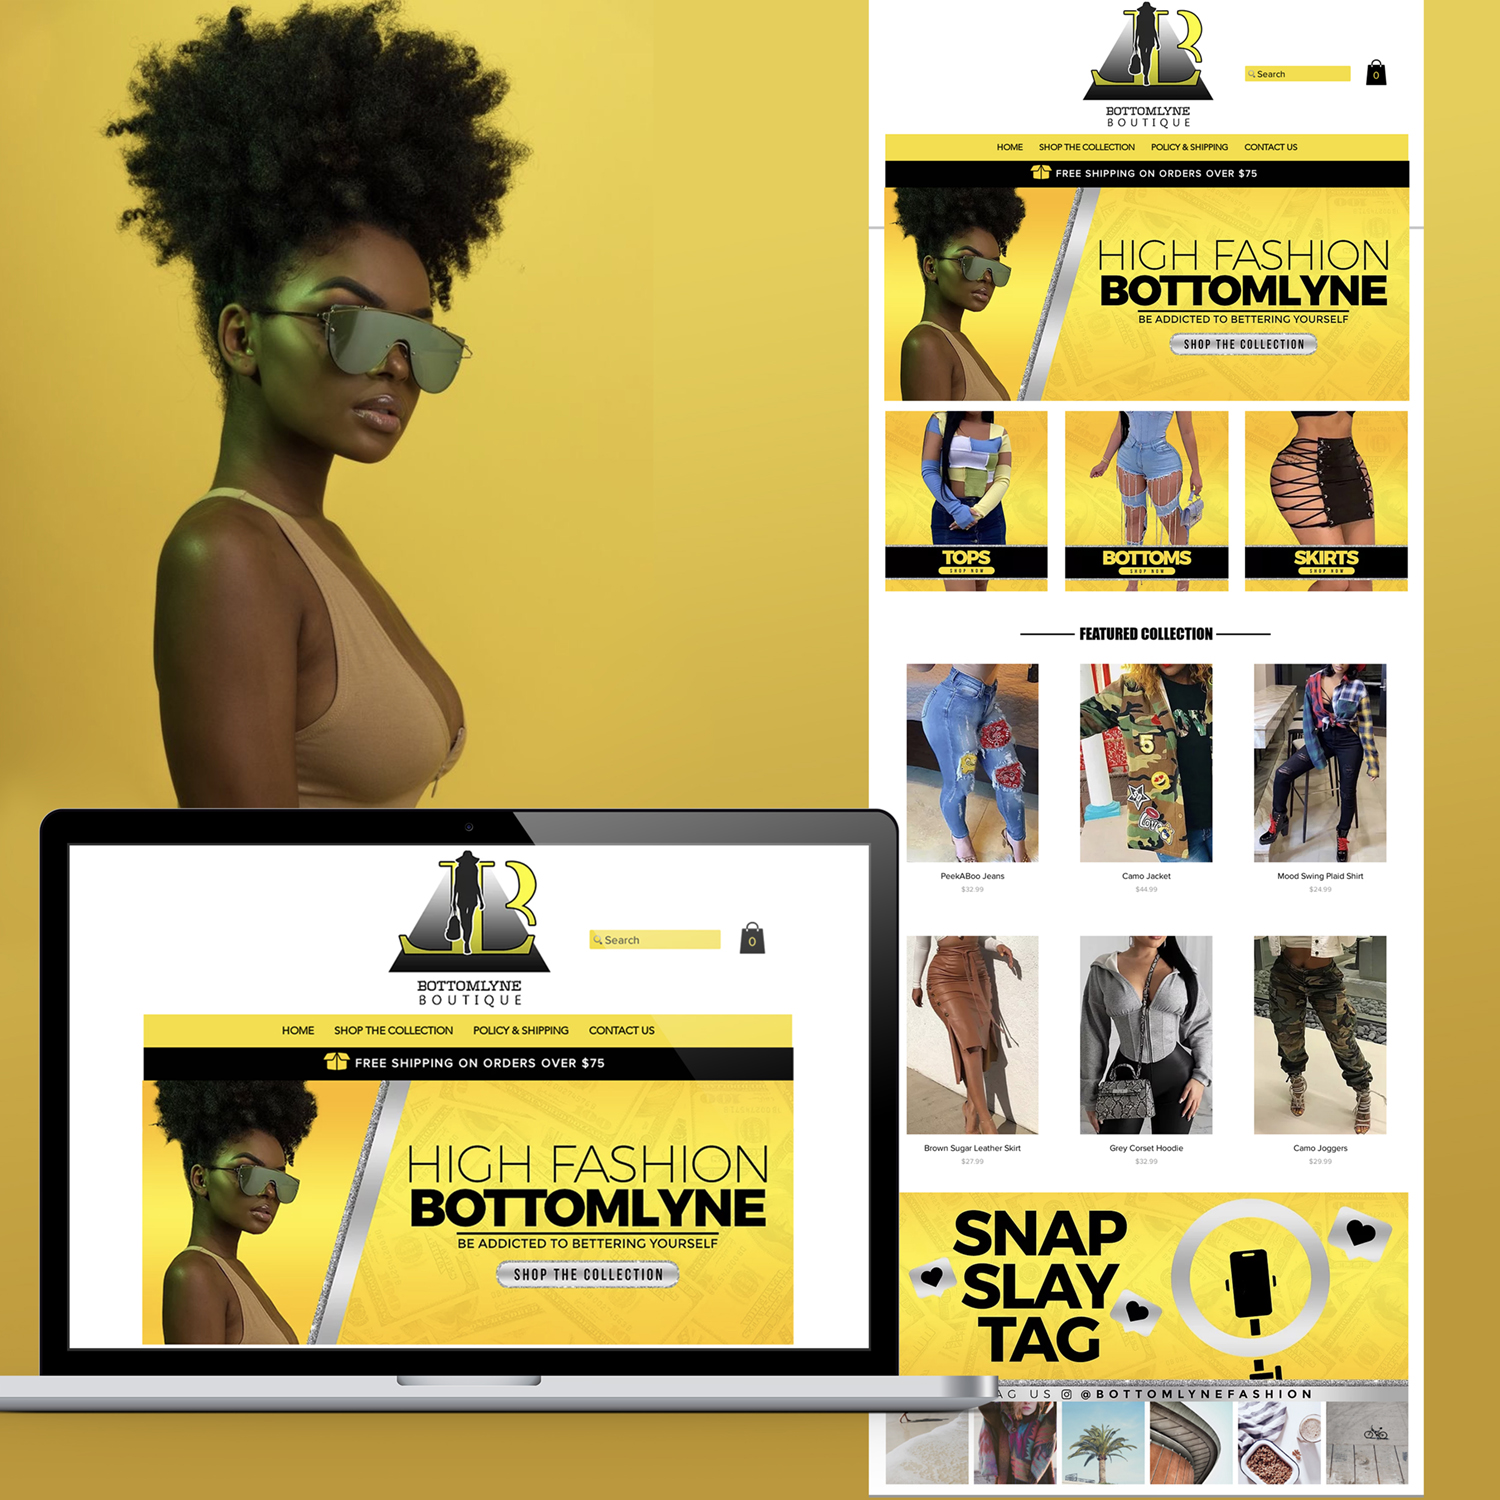 BOTTOMLYNE
BOUTIQUE
Search
0
HOME SHOP THE COLLECTION POLICY & SHIPPING CONTACT US
FREE SHIPPING ON ORDERS OVER $75
HIGH FASHION
BOTTOMLYNE
BE ADDICTED TO BETTERING YOURSELF
SHOP THE COLLECTION
TOPS
SHOP NOW
BOTTOMS
SHOP NOW
SKIRTS
SHOP NOW
FEATURED COLLECTION
5
Love
PeekABoo Jeans
$32.99
Camo Jacket
$44.99
Mood Swing Plaid Shirt
$24.99
Brown Sugar Leather Skirt
$27.99
Grey Corset Hoodie
$32.99
Camo Joggers
$29.99
SNAP
SLAY
TAG
AG US @BOTTOMLYNEFASHION
BOTTOMLYNE
BOUTIQUE
Search
0
HOME SHOP THE COLLECTION POLICY & SHIPPING CONTACT US
FREE SHIPPING ON ORDERS OVER $75
HIGH FASHION
BOTTOMLYNE
BE ADDICTED TO BETTERING YOURSELF
SHOP THE COLLECTION